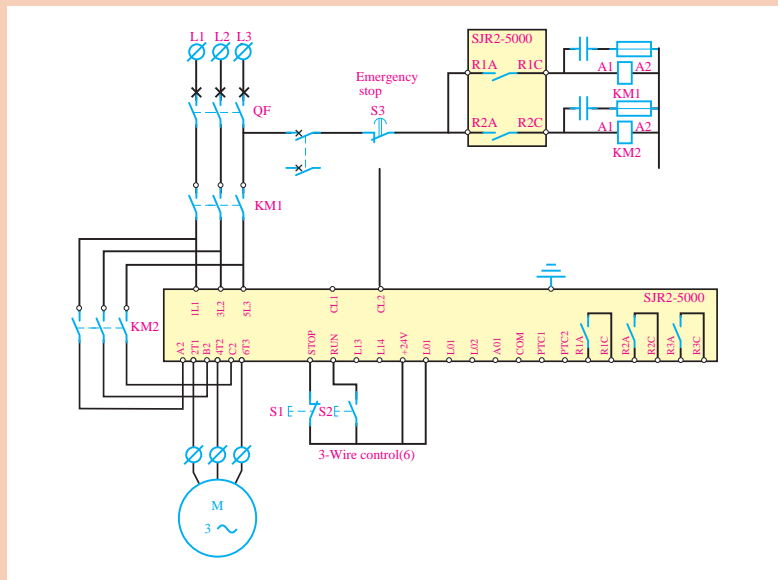 L1 L2 L3
SJR2-5000
R1A R1C
A1 A2
KM1
Emergency
stop
S3
QF
R2A R2C
A1 A2
KM2
KM1
SJR2-5000
1L1 3L2 5L3 CL1 CL2
KM2
A2 2T1 B2 4T2 C2 6T3 STOP RUN L13 L14 +24V L01 L01 L02 A01 COM PTC1 PTC2 R1A R1C R2A R2C R3A R3C
S1 S2
3-Wire control(6)
M
3